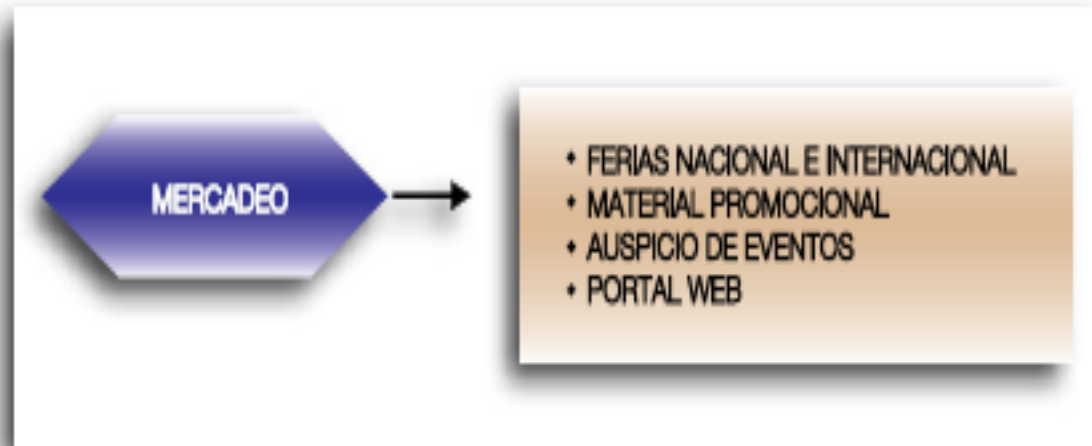 MERCADEO
• FERIAS NACIONAL E INTERNACIONAL
• MATERIAL PROMOCIONAL
• AUSPICIO DE EVENTOS
• PORTAL WEB